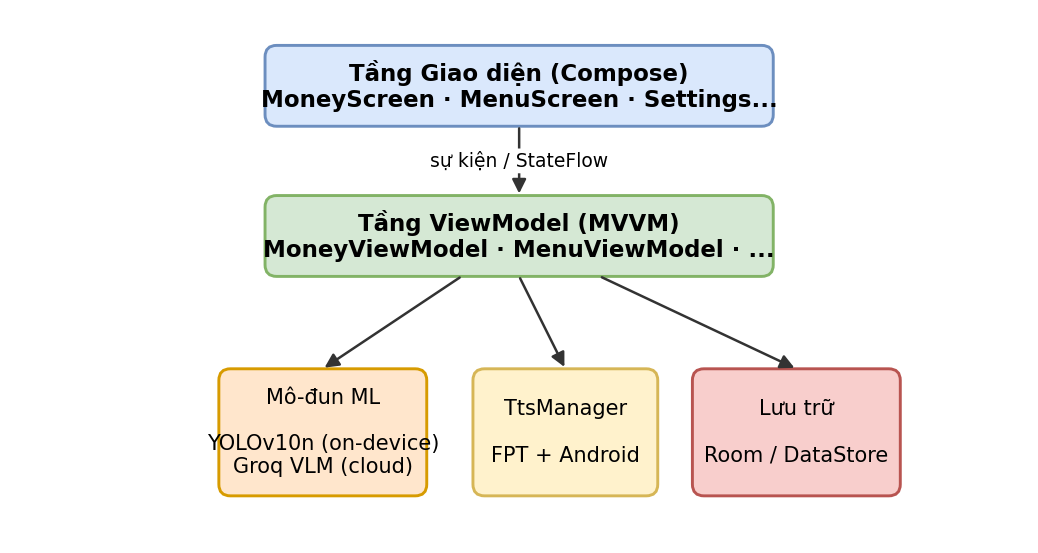 Tầng Giao diện (Compose)
MoneyScreen · MenuScreen · Settings...
sự kiện / StateFlow
Tầng ViewModel (MVVM)
MoneyViewModel · MenuViewModel · ...
Mô-đun ML
YOLOv10n (on-device)
Groq VLM (cloud)
TtsManager
FPT + Android
Lưu trữ
Room / DataStore